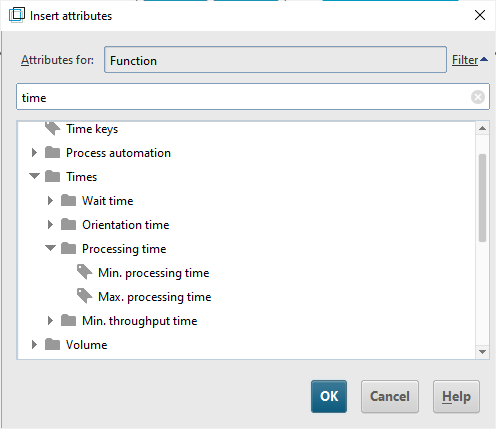 Insert attributes
Attributes for: Function Filter
time
Time keys
Process automation
Times
Wait time
Orientation time
Processing time
Min. processing time
Max. processing time
Min. throughput time
Volume
OK Cancel Help